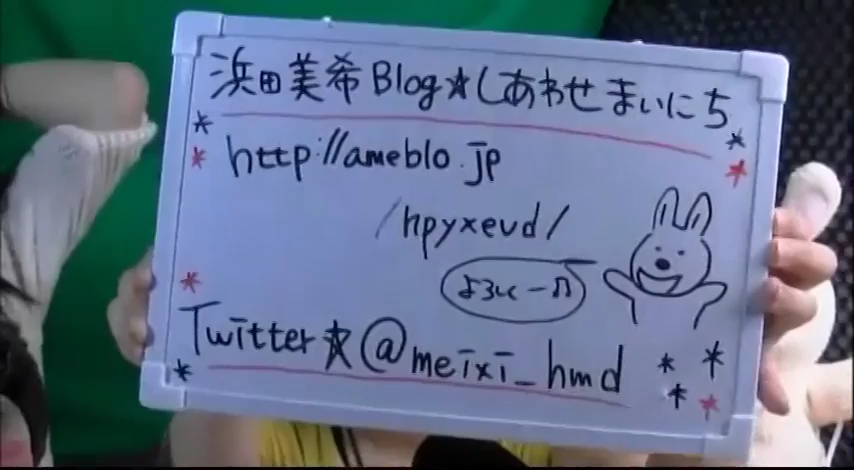 浜田美希Blog★しあわせまいにち
http://ameblo.jp
/hpyxevd/
よろしくー♫
Twitter★@meixi_hmd